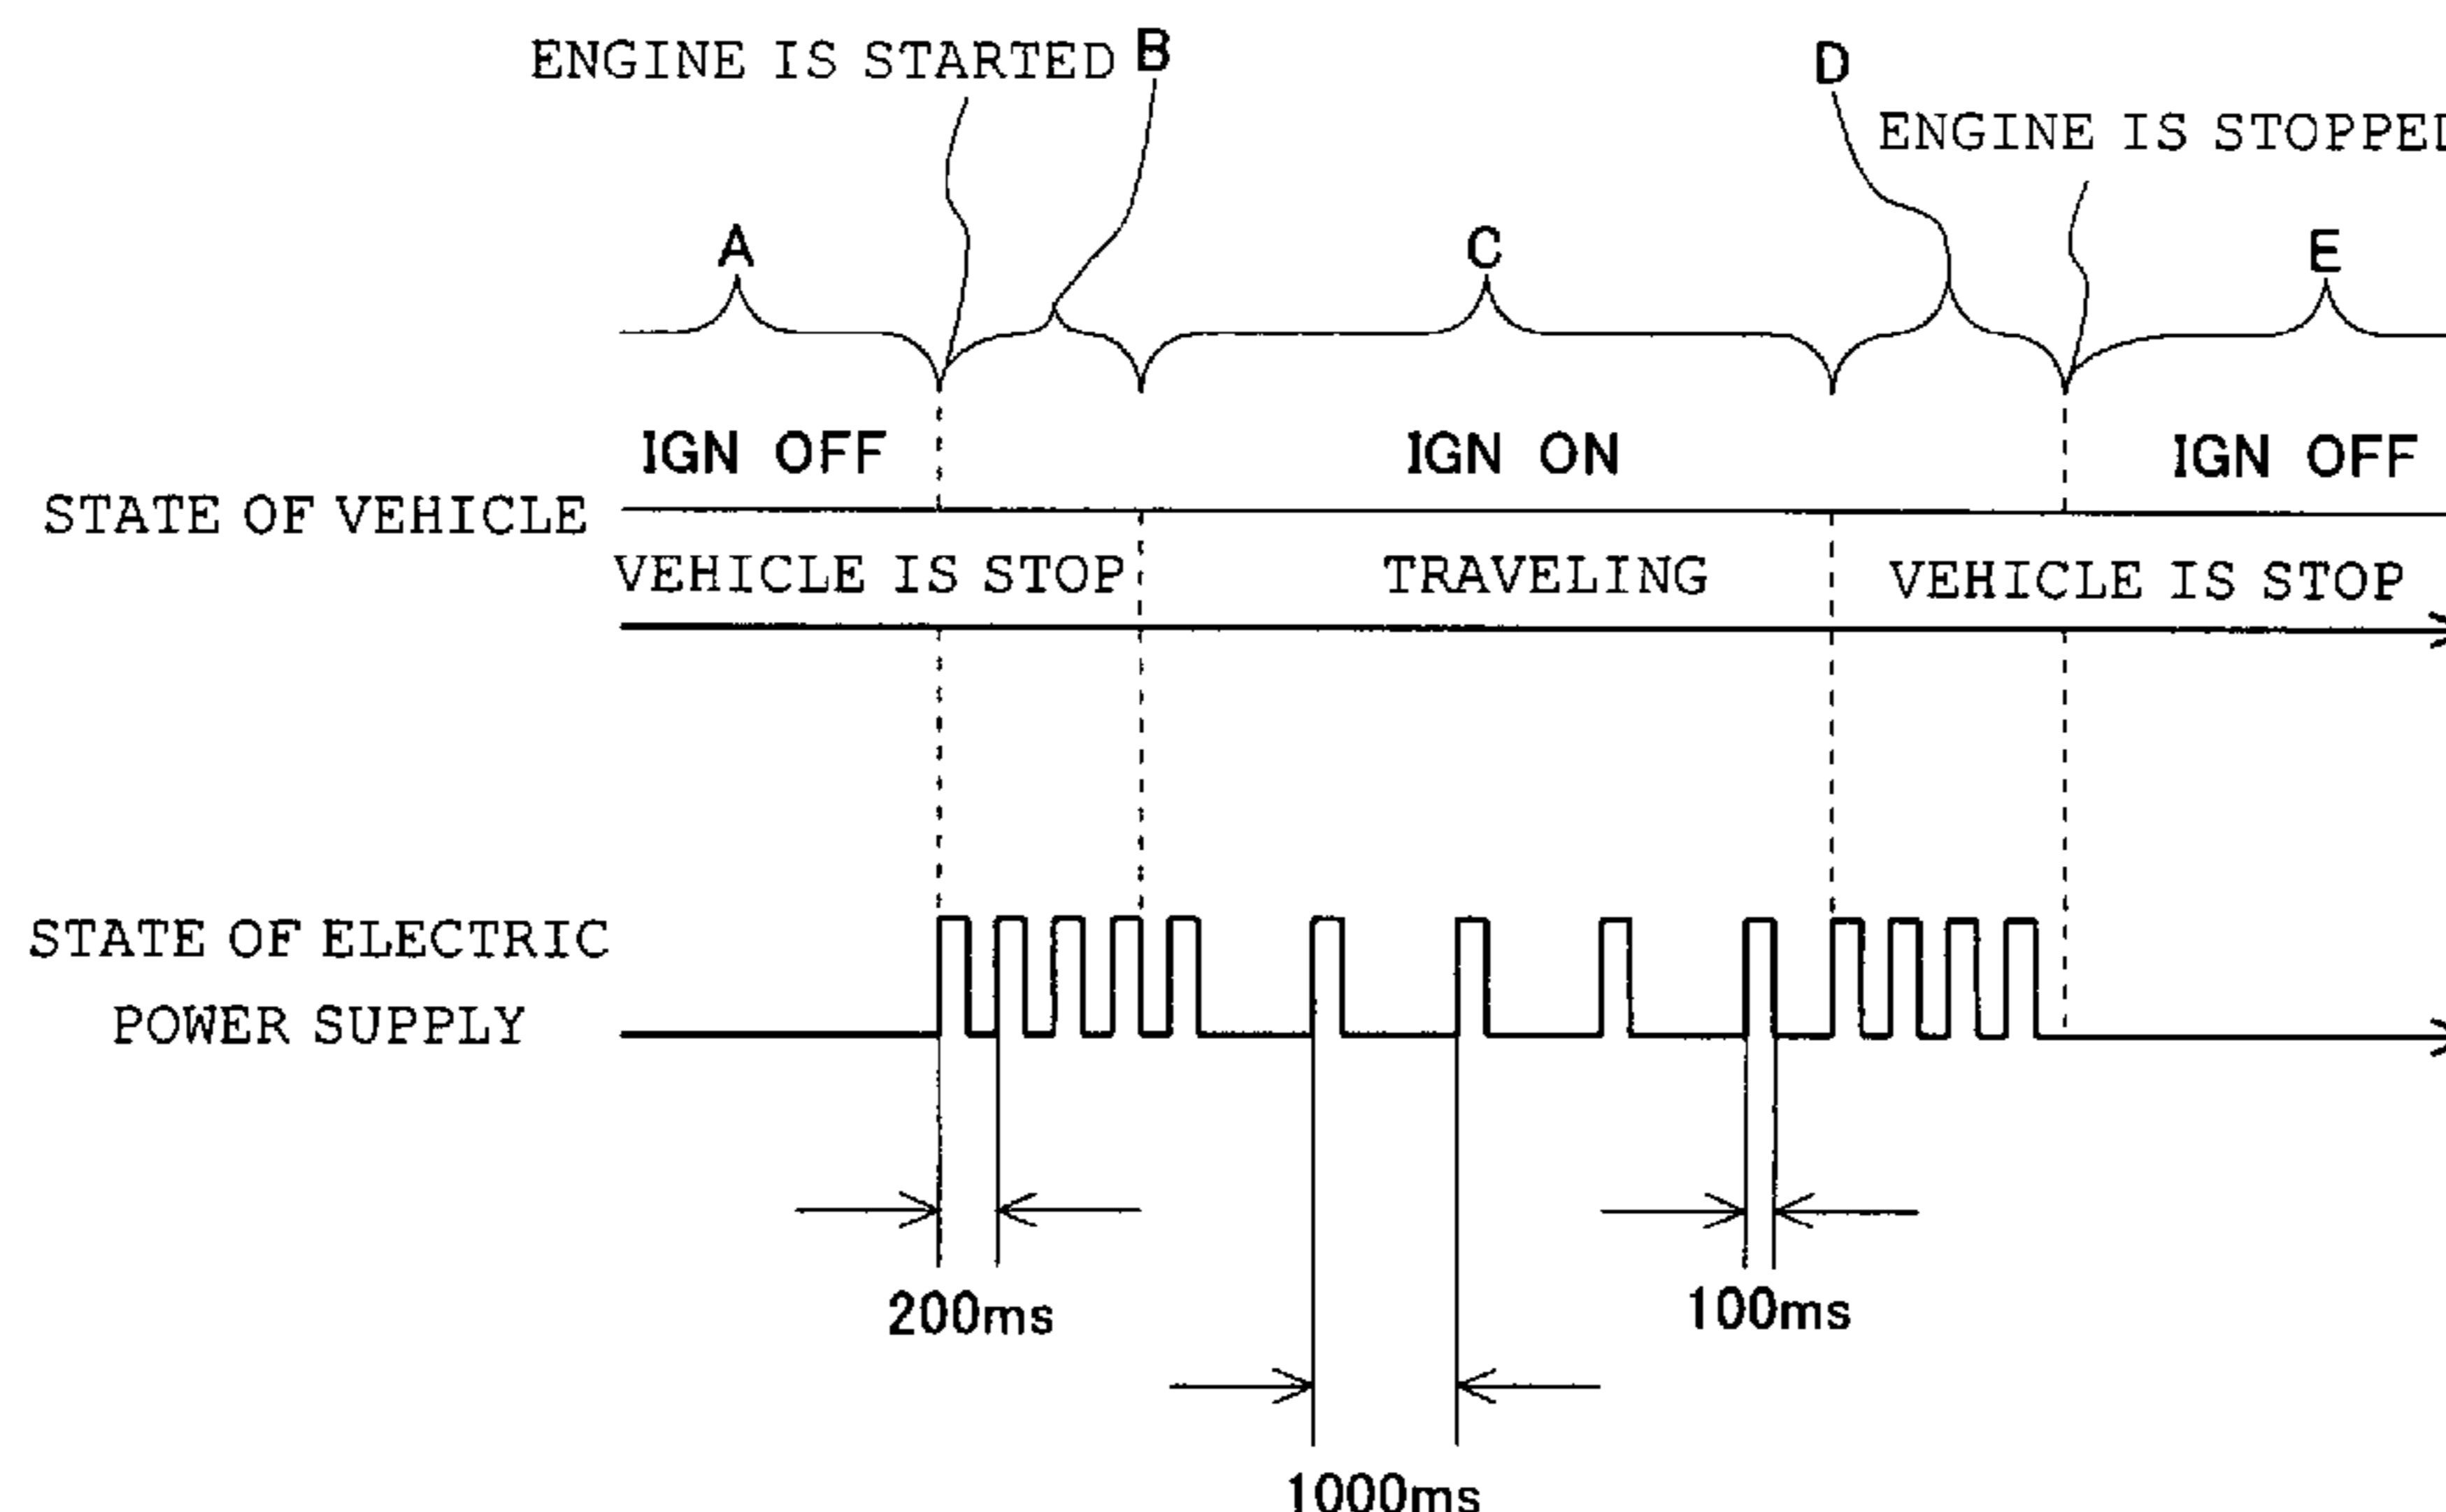 ENGINE IS STARTED B
D
ENGINE IS STOPPED
A
C
E
IGN OFF
IGN ON
IGN OFF
STATE OF VEHICLE
VEHICLE IS STOP
TRAVELING
VEHICLE IS STOP
STATE OF ELECTRIC
POWER SUPPLY
200ms
100ms
1000ms